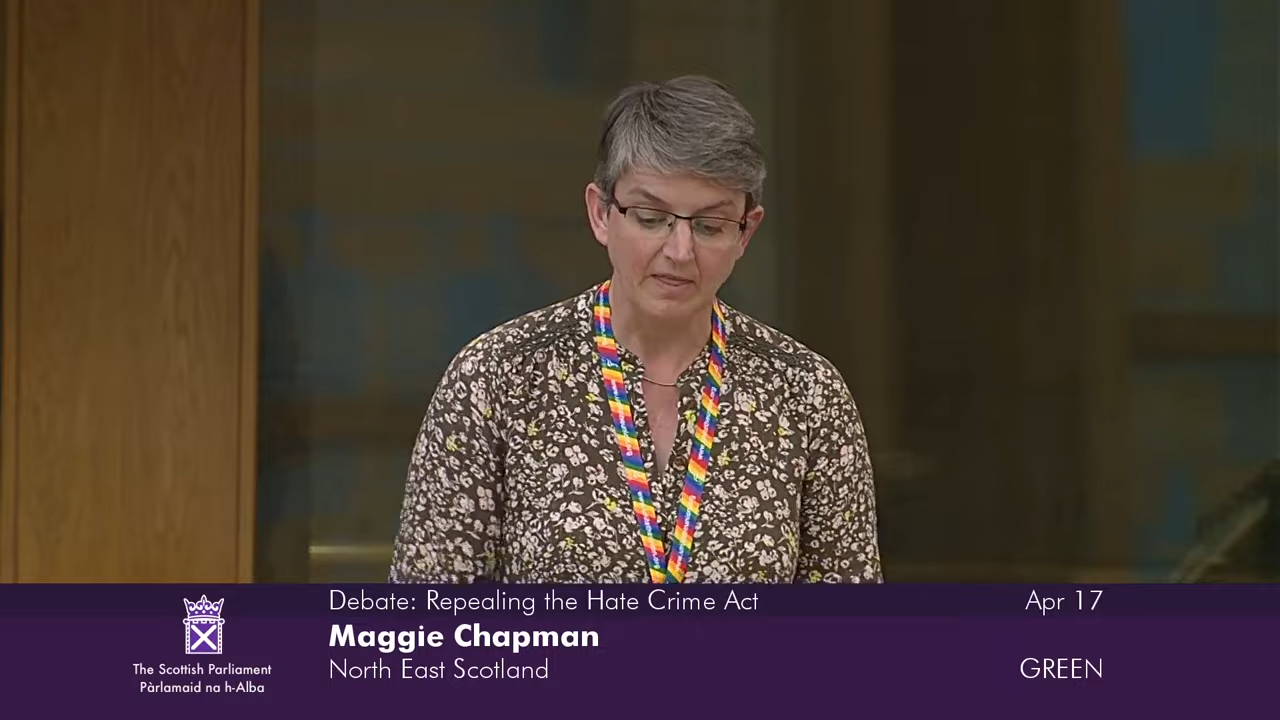 Debate: Repealing the Hate Crime Act
Apr 17
Maggie Chapman
North East Scotland
GREEN
The Scottish Parliament
Pàrlamaid na h-Alba